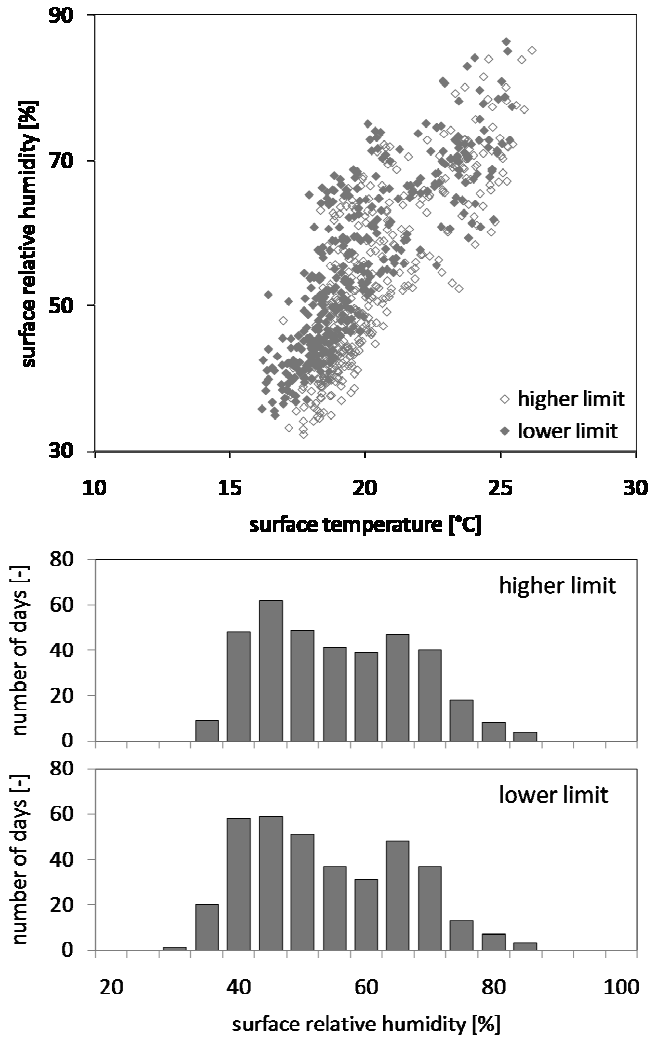 90
70
50
30
surface relative humidity [%]
higher limit
lower limit
10 15 20 25 30
surface temperature [°C]
80
60
40
20
0
number of days [-]
higher limit
80
60
40
20
0
number of days [-]
lower limit
20 40 60 80 100
surface relative humidity [%]